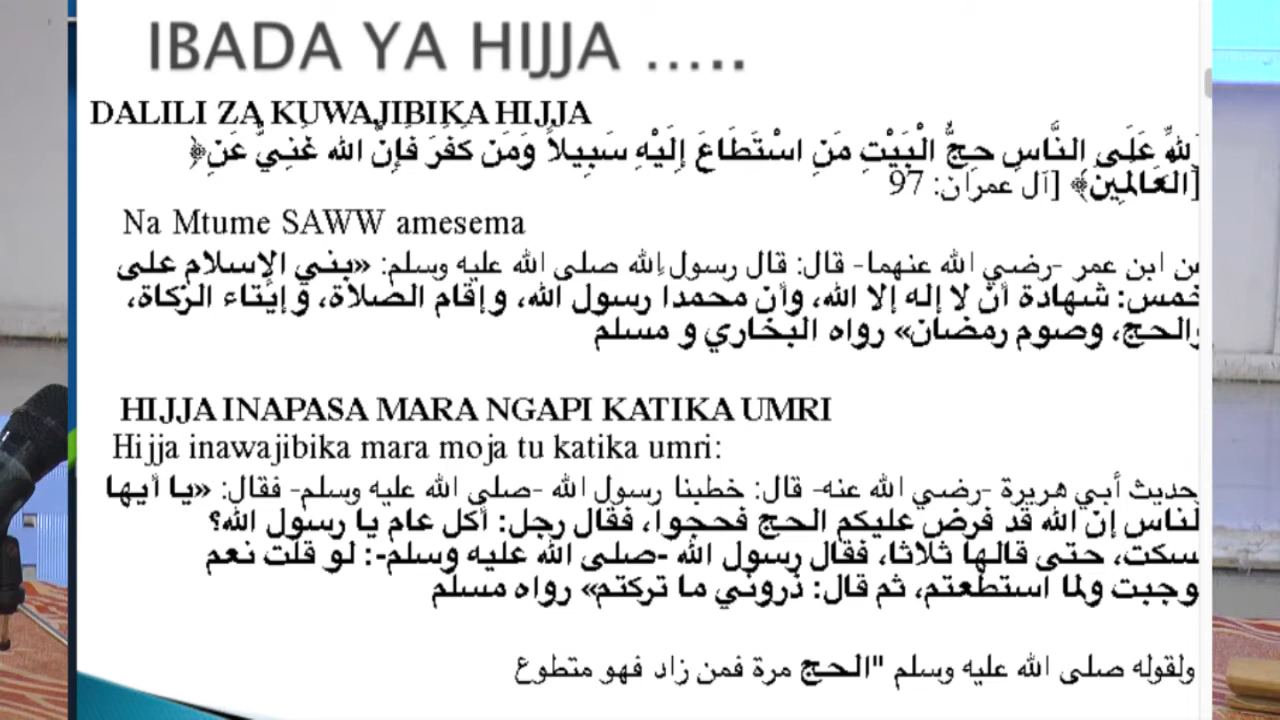 IBADA YA HIJJA .....
DALILI ZA KUWAJIBIKA HIJJA
لِلَّهِ عَلَى النَّاسِ حِجُّ الْبَيْتِ مَنِ اسْتَطَاعَ إِلَيْهِ سَبِيلاً وَمَن كَفَرَ فَإِنَّ الله غَنِيٌّ عَنِ﴿
[العَالَمِينَ﴾ [آل عمران: 97
Na Mtume SAWW amesema
ابن عمر -رضي الله عنهما- قال: قال رسول الله صلى الله عليه وسلم: «بني الإسلام على
خمس: شهادة أن لا إله إلا الله، وأن محمدا رسول الله، وإقام الصلاة، وإيتاء الزكاة،
والحج، وصوم رمضان» رواه البخاري و مسلم
HIJJA INAPASA MARA NGAPI KATIKA UMRI
Hijja inawajibika mara moja tu katika umri:
حديث أبي هريرة -رضي الله عنه- قال: خطبنا رسول الله -صلى الله عليه وسلم- فقال: «يا أيها
الناس إن الله قد فرض عليكم الحج فحجوا، فقال رجل: أكل عام يا رسول الله؟
سكت، حتى قالها ثلاثا، فقال رسول الله -صلى الله عليه وسلم-: لو قلت نعم
وجبت ولما استطعتم، ثم قال: ذروني ما تركتم» رواه مسلم
ولقوله صلى الله عليه وسلم "الحج مرة فمن زاد فهو متطوع